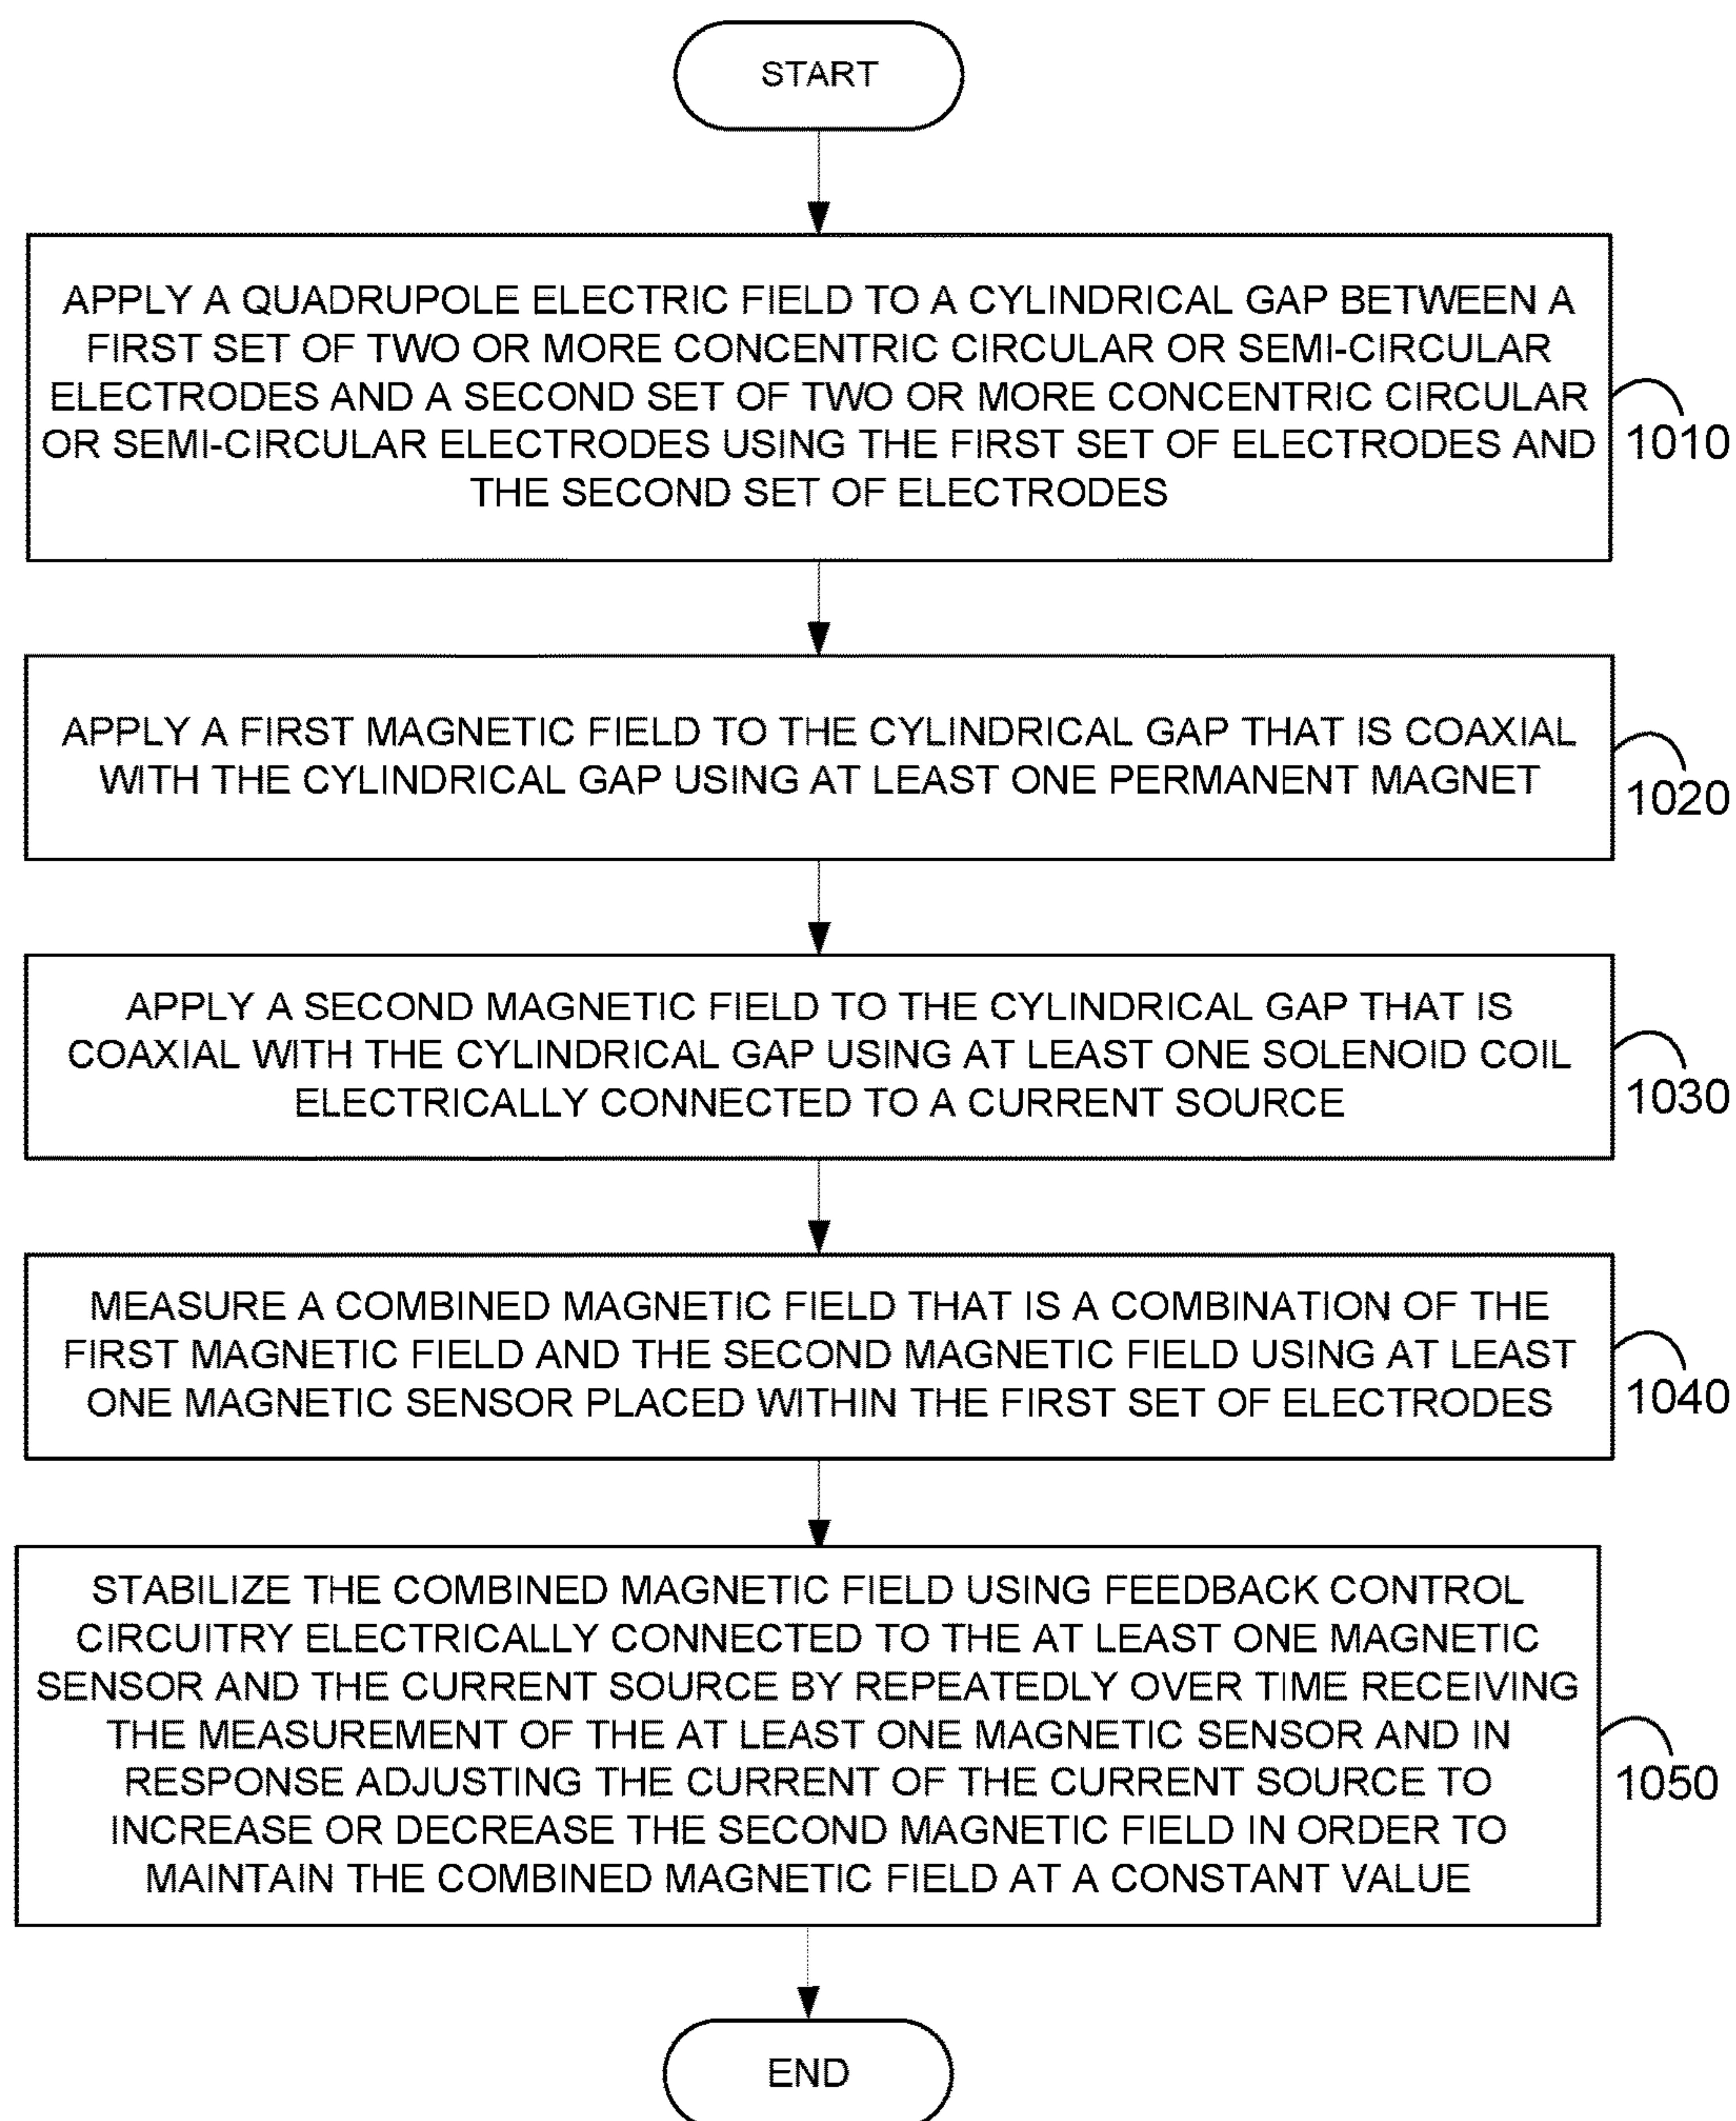 START
APPLY A QUADRUPOLE ELECTRIC FIELD TO A CYLINDRICAL GAP BETWEEN A
FIRST SET OF TWO OR MORE CONCENTRIC CIRCULAR OR SEMI-CIRCULAR
ELECTRODES AND A SECOND SET OF TWO OR MORE CONCENTRIC CIRCULAR
OR SEMI-CIRCULAR ELECTRODES USING THE FIRST SET OF ELECTRODES AND
THE SECOND SET OF ELECTRODES
1010
APPLY A FIRST MAGNETIC FIELD TO THE CYLINDRICAL GAP THAT IS COAXIAL
WITH THE CYLINDRICAL GAP USING AT LEAST ONE PERMANENT MAGNET
1020
APPLY A SECOND MAGNETIC FIELD TO THE CYLINDRICAL GAP THAT IS
COAXIAL WITH THE CYLINDRICAL GAP USING AT LEAST ONE SOLENOID COIL
ELECTRICALLY CONNECTED TO A CURRENT SOURCE
1030
MEASURE A COMBINED MAGNETIC FIELD THAT IS A COMBINATION OF THE
FIRST MAGNETIC FIELD AND THE SECOND MAGNETIC FIELD USING AT LEAST
ONE MAGNETIC SENSOR PLACED WITHIN THE FIRST SET OF ELECTRODES
1040
STABILIZE THE COMBINED MAGNETIC FIELD USING FEEDBACK CONTROL
CIRCUITRY ELECTRICALLY CONNECTED TO THE AT LEAST ONE MAGNETIC
SENSOR AND THE CURRENT SOURCE BY REPEATEDLY OVER TIME RECEIVING
THE MEASUREMENT OF THE AT LEAST ONE MAGNETIC SENSOR AND IN
RESPONSE ADJUSTING THE CURRENT OF THE CURRENT SOURCE TO
INCREASE OR DECREASE THE SECOND MAGNETIC FIELD IN ORDER TO
MAINTAIN THE COMBINED MAGNETIC FIELD AT A CONSTANT VALUE
1050
END